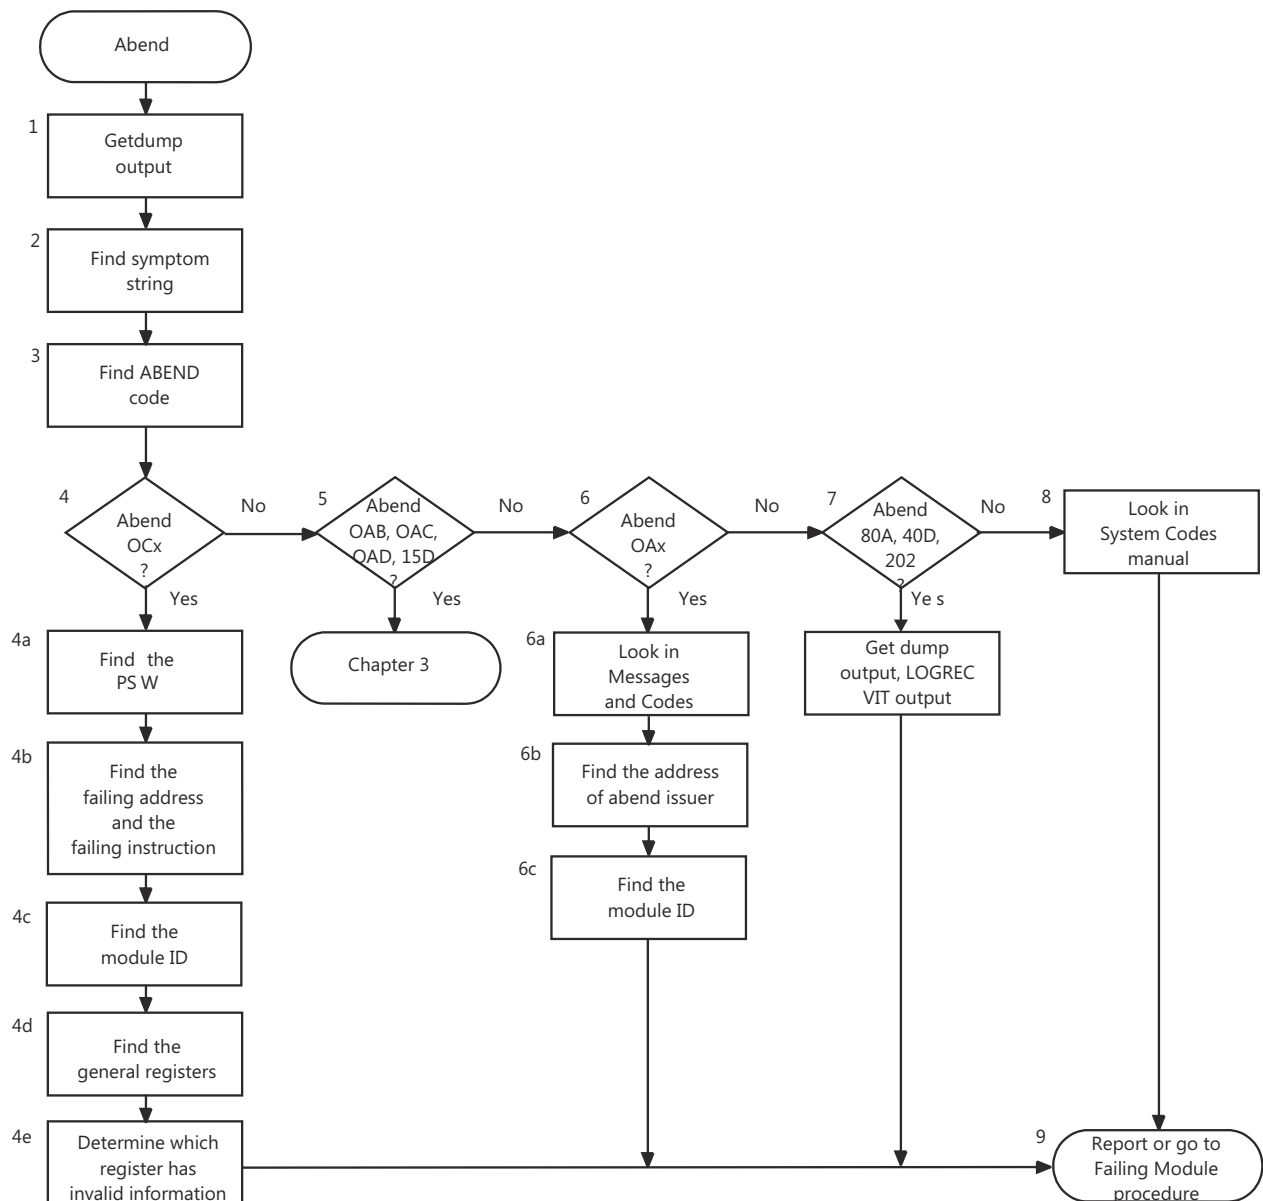 Abend
1
Getdump
output
2
Find symptom
string
3
Find ABEND
code
4
Abend
OCx
?
No
Yes
5
Abend
OAB, OAC,
OAD, 15D
?
No
Yes
6
Abend
OAx
?
No
Yes
7
Abend
80A, 40D,
202
?
No
Ye s
8
Look in
System Codes
manual
4a
Find the
PS W
Chapter 3
6a
Look in
Messages
and Codes
Get dump
output, LOGREC
VIT output
4b
Find the
failing address
and the
failing instruction
6b
Find the address
of abend issuer
4c
Find the
module ID
6c
Find the
module ID
4d
Find the
general registers
4e
Determine which
register has
invalid information
9
Report or go to
Failing Module
procedure